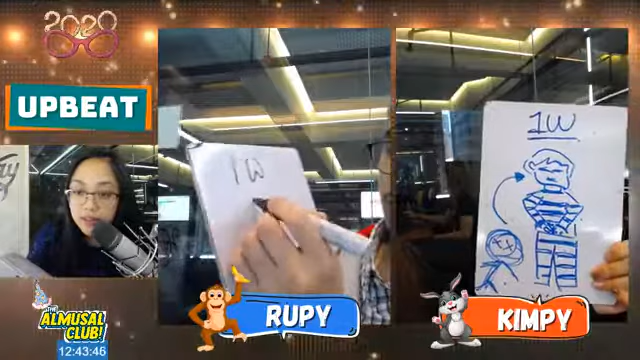 2020
UPBEAT
1W
1W
THE
ALMUSAL
CLUB!
12:43:46
RUPY
KIMPY